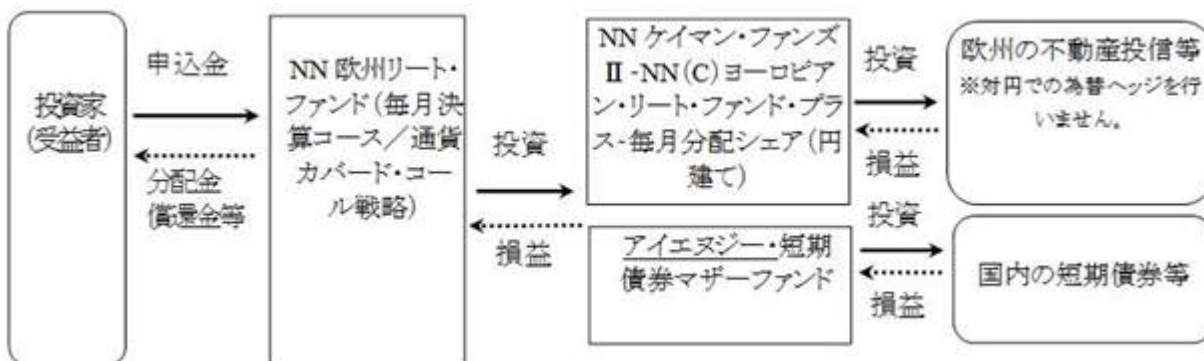 投資家
(受益者)
申込金
分配金
償還金等
NN 欧州リート・
ファンド(毎月決
算コース／通貨
カバード・コー
ル戦略)
投資
損益
NN ケイマン・ファンズ
Ⅱ-NN(C)ヨーロピア
ン・リート・ファンド・プラ
ス-毎月分配シェア(円
建て)
アイエヌジー・短期
債券マザーファンド
投資
損益
投資
損益
欧州の不動産投信等
※対円での為替ヘッジを行
いません。
国内の短期債券等